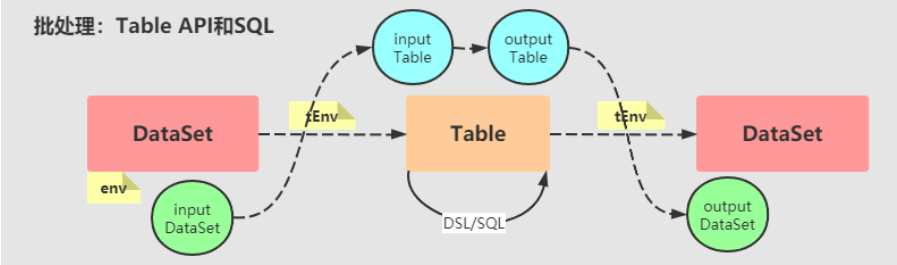 批处理：Table API和SQL
input
Table
output
Table
DataSet
tEnv
Table
tEnv
DataSet
env
input
DataSet
DSL/SQL
output
DataSet